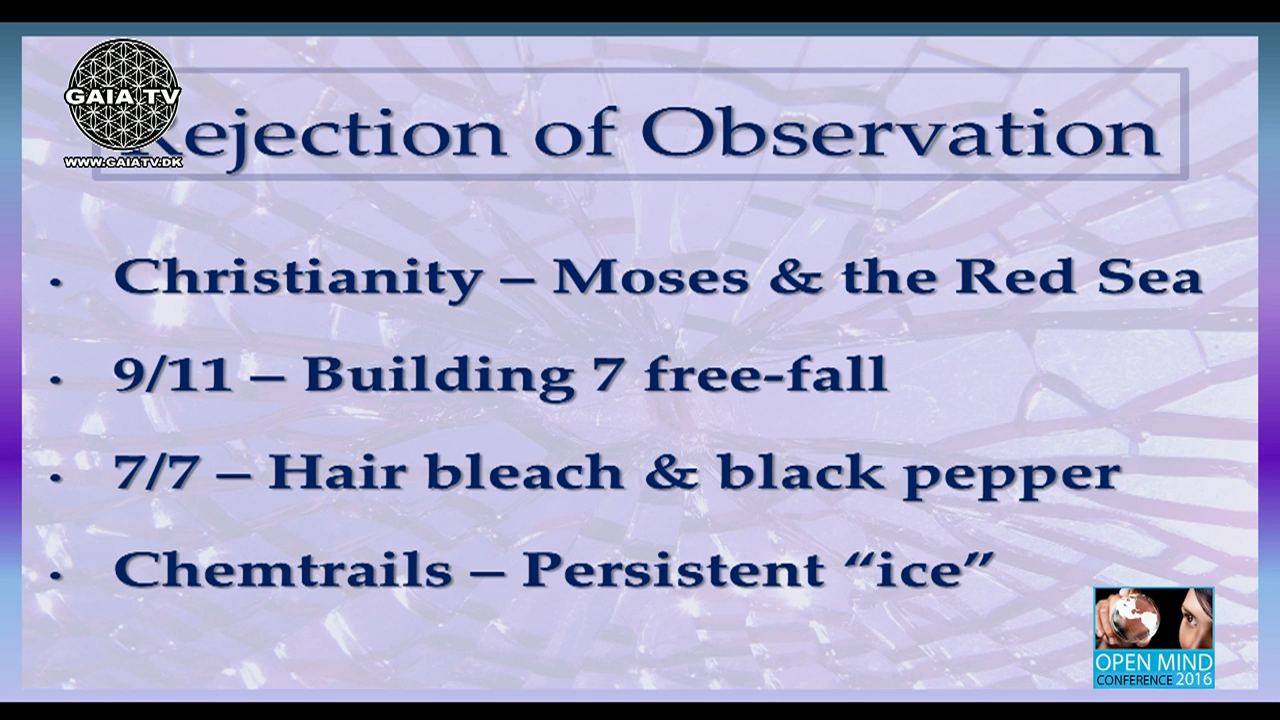 GAIA TV
WWW.GAIATV.DK
Rejection of Observation
• Christianity – Moses & the Red Sea
• 9/11 – Building 7 free-fall
• 7/7 – Hair bleach & black pepper
• Chemtrails – Persistent “ice”
OPEN MIND
CONFERENCE 2016